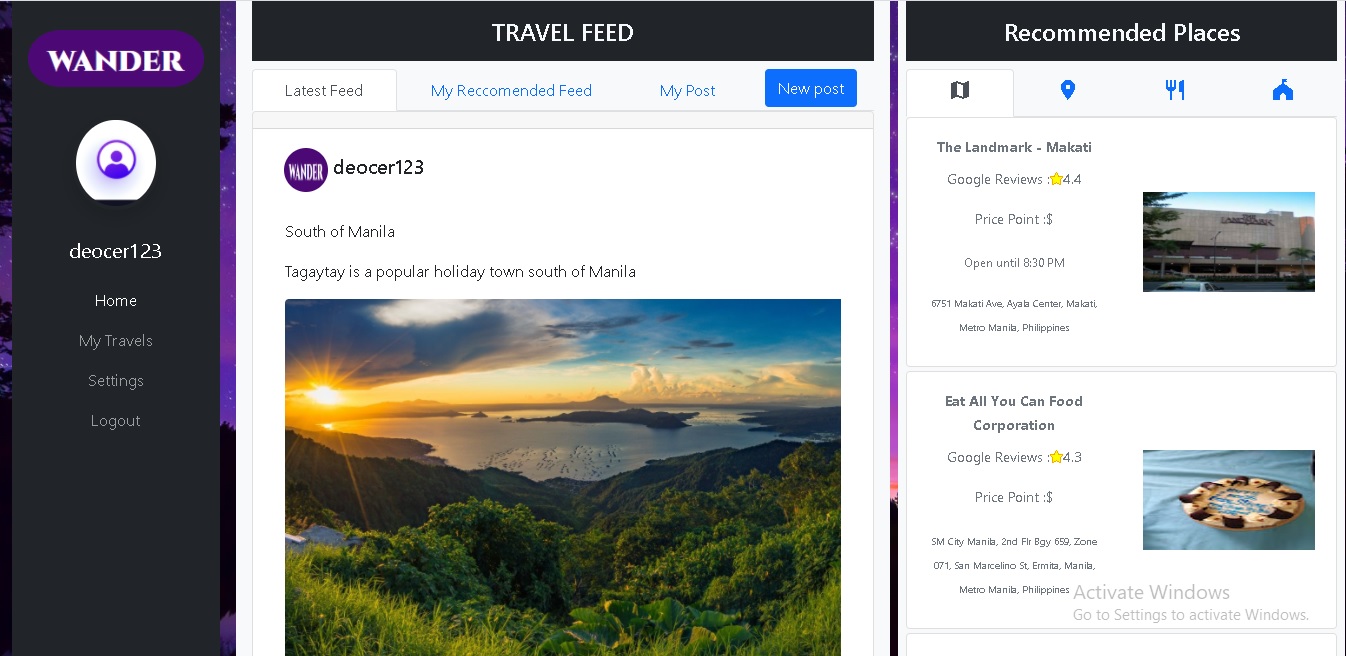 WANDER
deocer123
Home
My Travels
Settings
Logout
TRAVEL FEED
Latest Feed
My Reccomended Feed
My Post
New post
WANDER
deocer123
South of Manila
Tagaytay is a popular holiday town south of Manila
Recommended Places
The Landmark - Makati
Google Reviews :⭐4.4
Price Point :$
Open until 8:30 PM
6751 Makati Ave, Ayala Center, Makati,
Metro Manila, Philippines
Eat All You Can Food
Corporation
Google Reviews :⭐4.3
Price Point :$
SM City Manila, 2nd Flr Bgy 659, Zone
071, San Marcelino St, Ermita, Manila,
Metro Manila, Philippines
Activate Windows
Go to Settings to activate Windows.